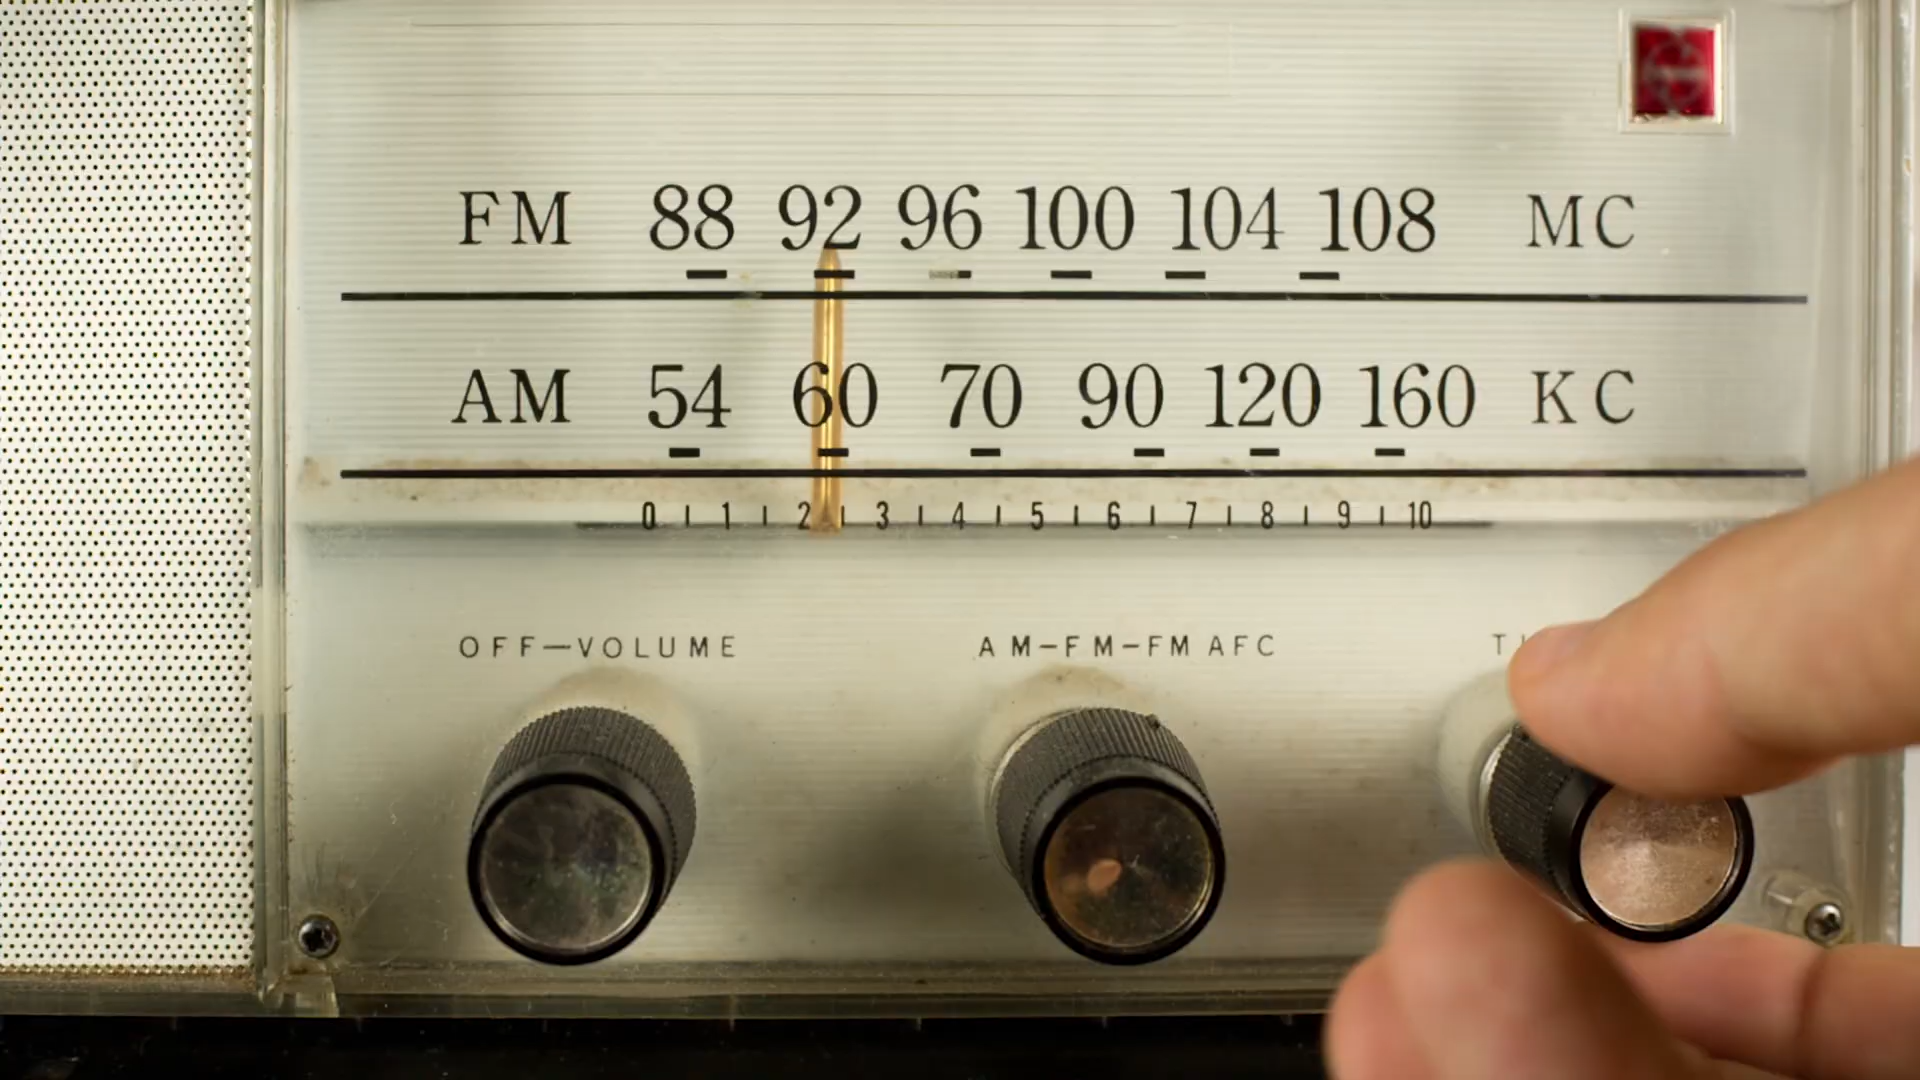 FM 88 92 96 100 104 108 MC
AM 54 60 70 90 120 160 KC
0 1 2 3 4 5 6 7 8 9 10
OFF—VOLUME AM-FM-FM AFC